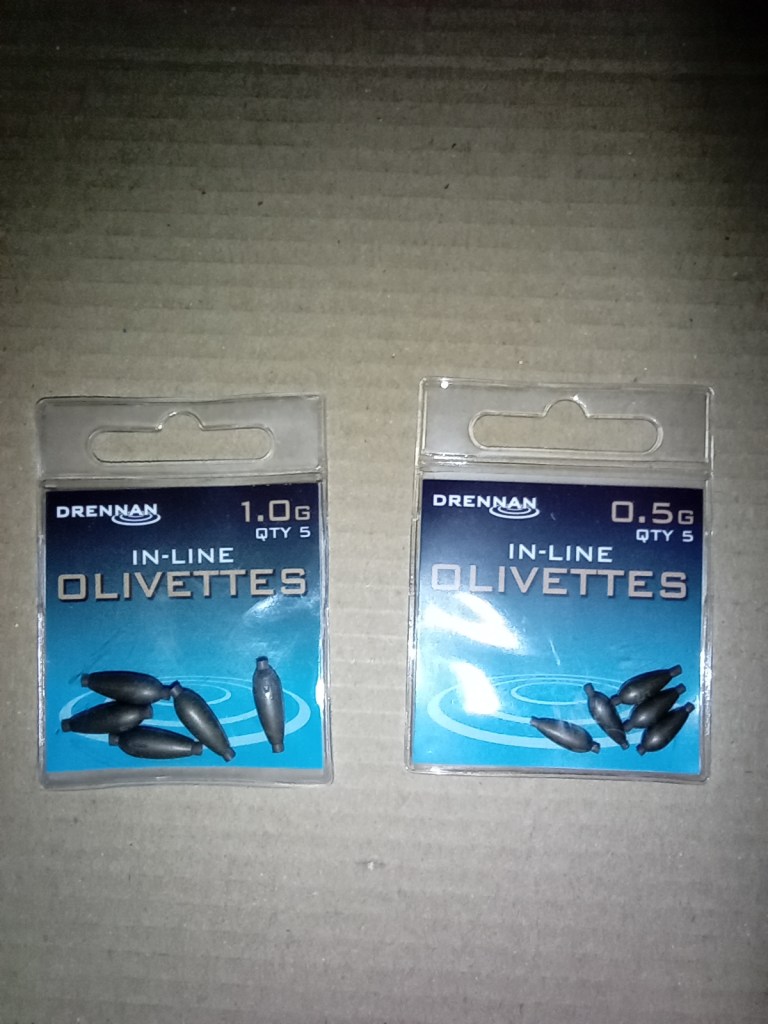 DRENNAN
1.0G
QTY 5
IN-LINE
OLIVETTES
DRENNAN
0.5G
QTY 5
IN-LINE
OLIVETTES